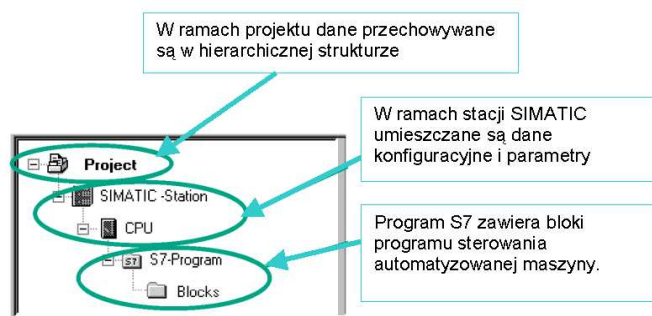 W ramach projektu dane przechowywane
są w hierarchicznej strukturze
W ramach stacji SIMATIC
umieszczane są dane
konfiguracyjne i parametry
Program S7 zawiera bloki
programu sterowania
automatyzowanej maszyny.
Project
SIMATIC -Station
CPU
S7 S7-Program
Blocks